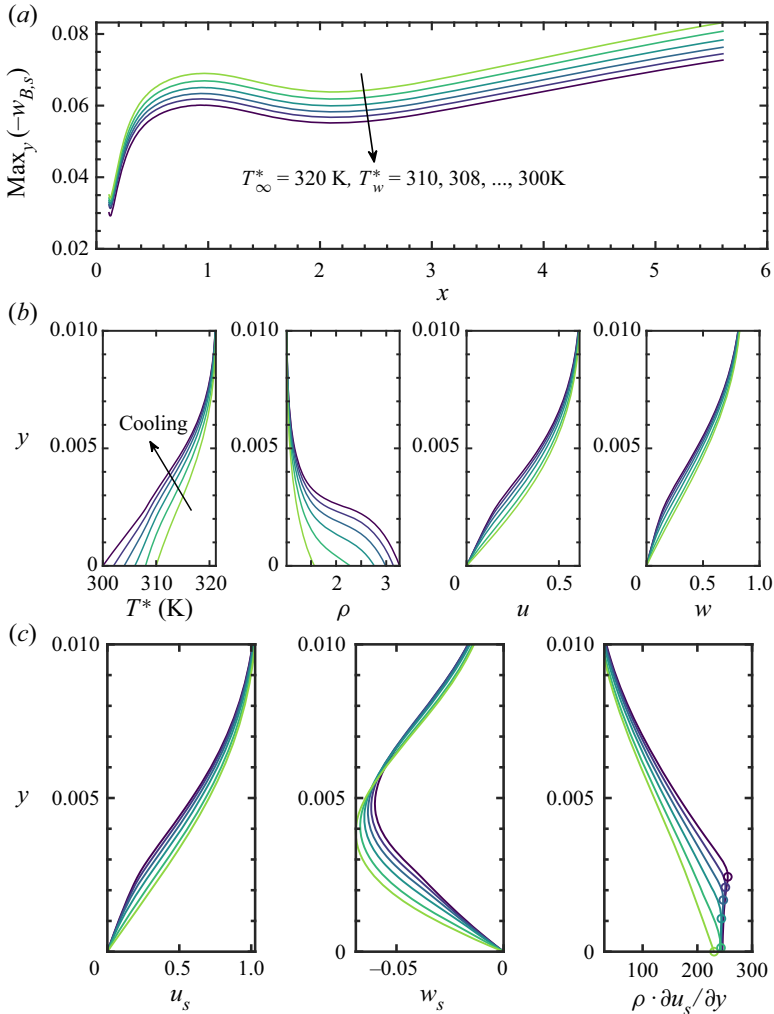 (a)
0.08
0.06
0.04
0.02
Max_y (−w_{B,s})
T*_∞ = 320 K, T*_w = 310, 308, ..., 300K
0 1 2 3 4 5 6
x
(b)
0.010 0.010 0.010 0.010
Cooling
y 0.005 0.005 0.005 0.005
0 0 0 0
300 310 320 2 3 0 0.5 0 0.5 1.0
T* (K) ρ u w
(c)
0.010 0.010 0.010
y 0.005 0.005 0.005
0 0 0
0 0.5 1.0 −0.05 0 100 200 300
u_s w_s ρ · ∂u_s/∂y